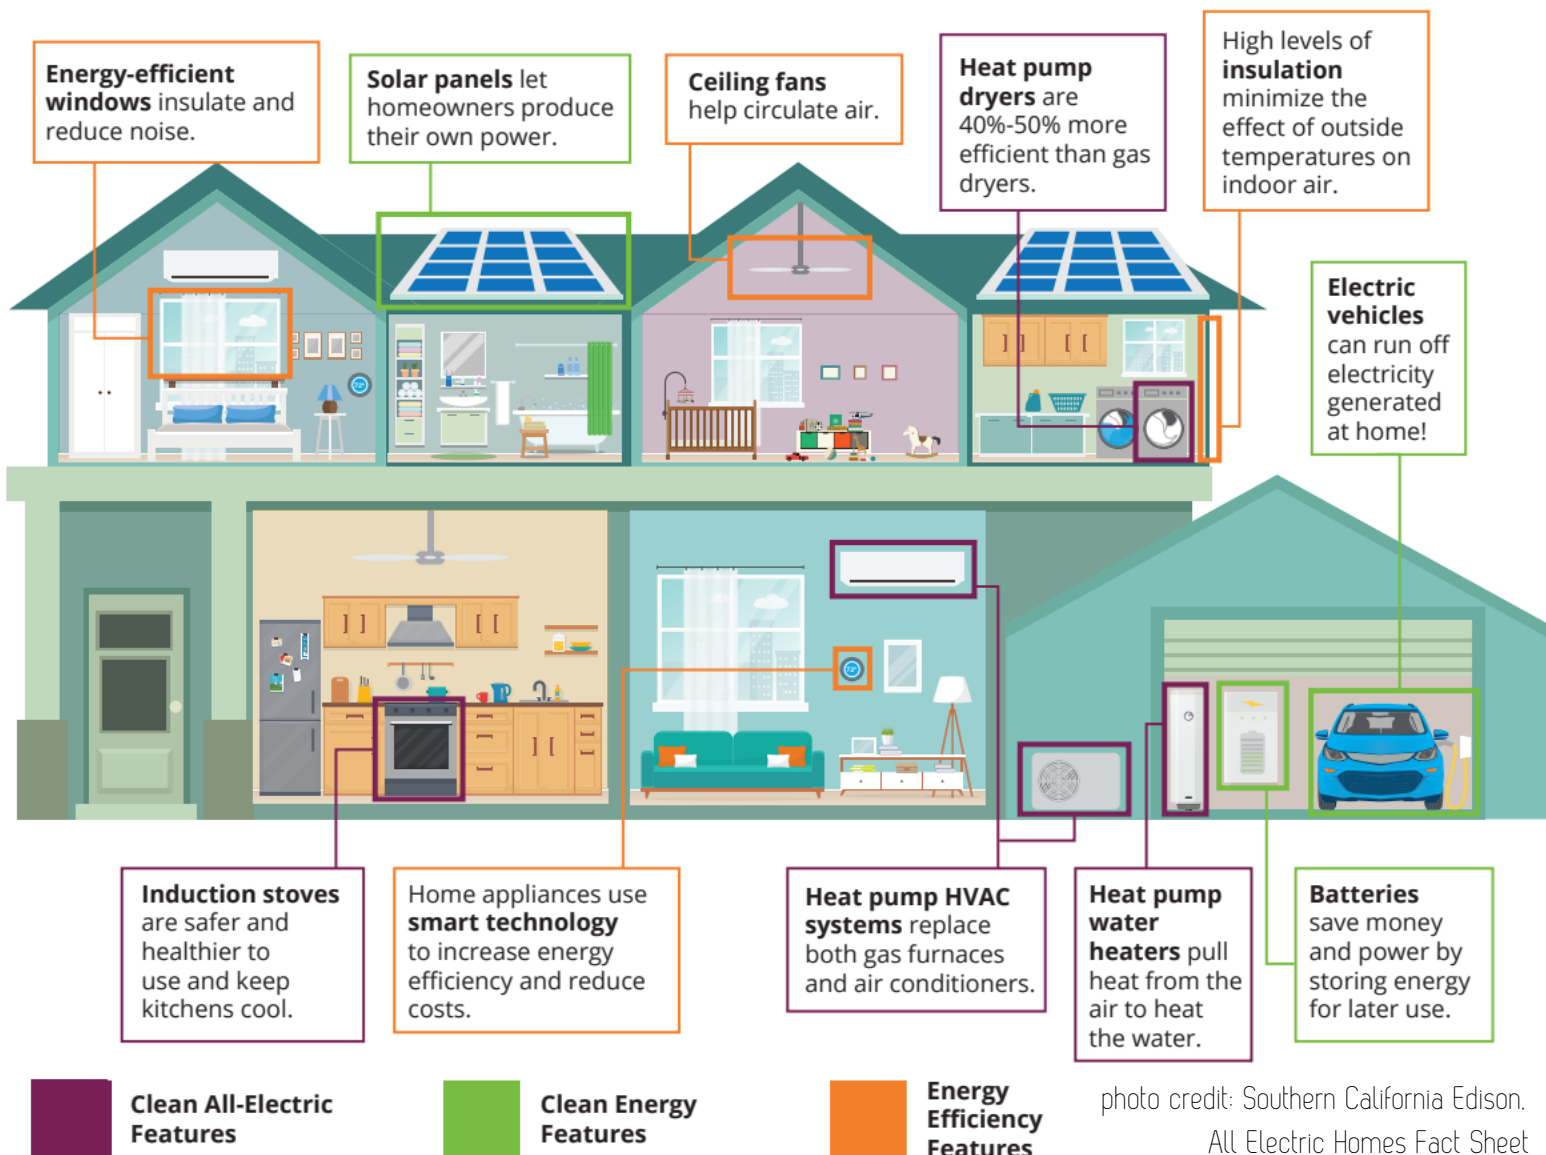 Energy-efficient
windows insulate and
reduce noise.
Solar panels let
homeowners produce
their own power.
Ceiling fans
help circulate air.
Heat pump
dryers are
40%-50% more
efficient than gas
dryers.
High levels of
insulation
minimize the
effect of outside
temperatures on
indoor air.
Electric
vehicles
can run off
electricity
generated
at home!
72°
72°
Induction stoves
are safer and
healthier to
use and keep
kitchens cool.
Home appliances use
smart technology
to increase energy
efficiency and reduce
costs.
Heat pump HVAC
systems replace
both gas furnaces
and air conditioners.
Heat pump
water
heaters pull
heat from the
air to heat
the water.
Batteries
save money
and power by
storing energy
for later use.
Clean All-Electric
Features
Clean Energy
Features
Energy
Efficiency
Features
photo credit: Southern California Edison,
All Electric Homes Fact Sheet